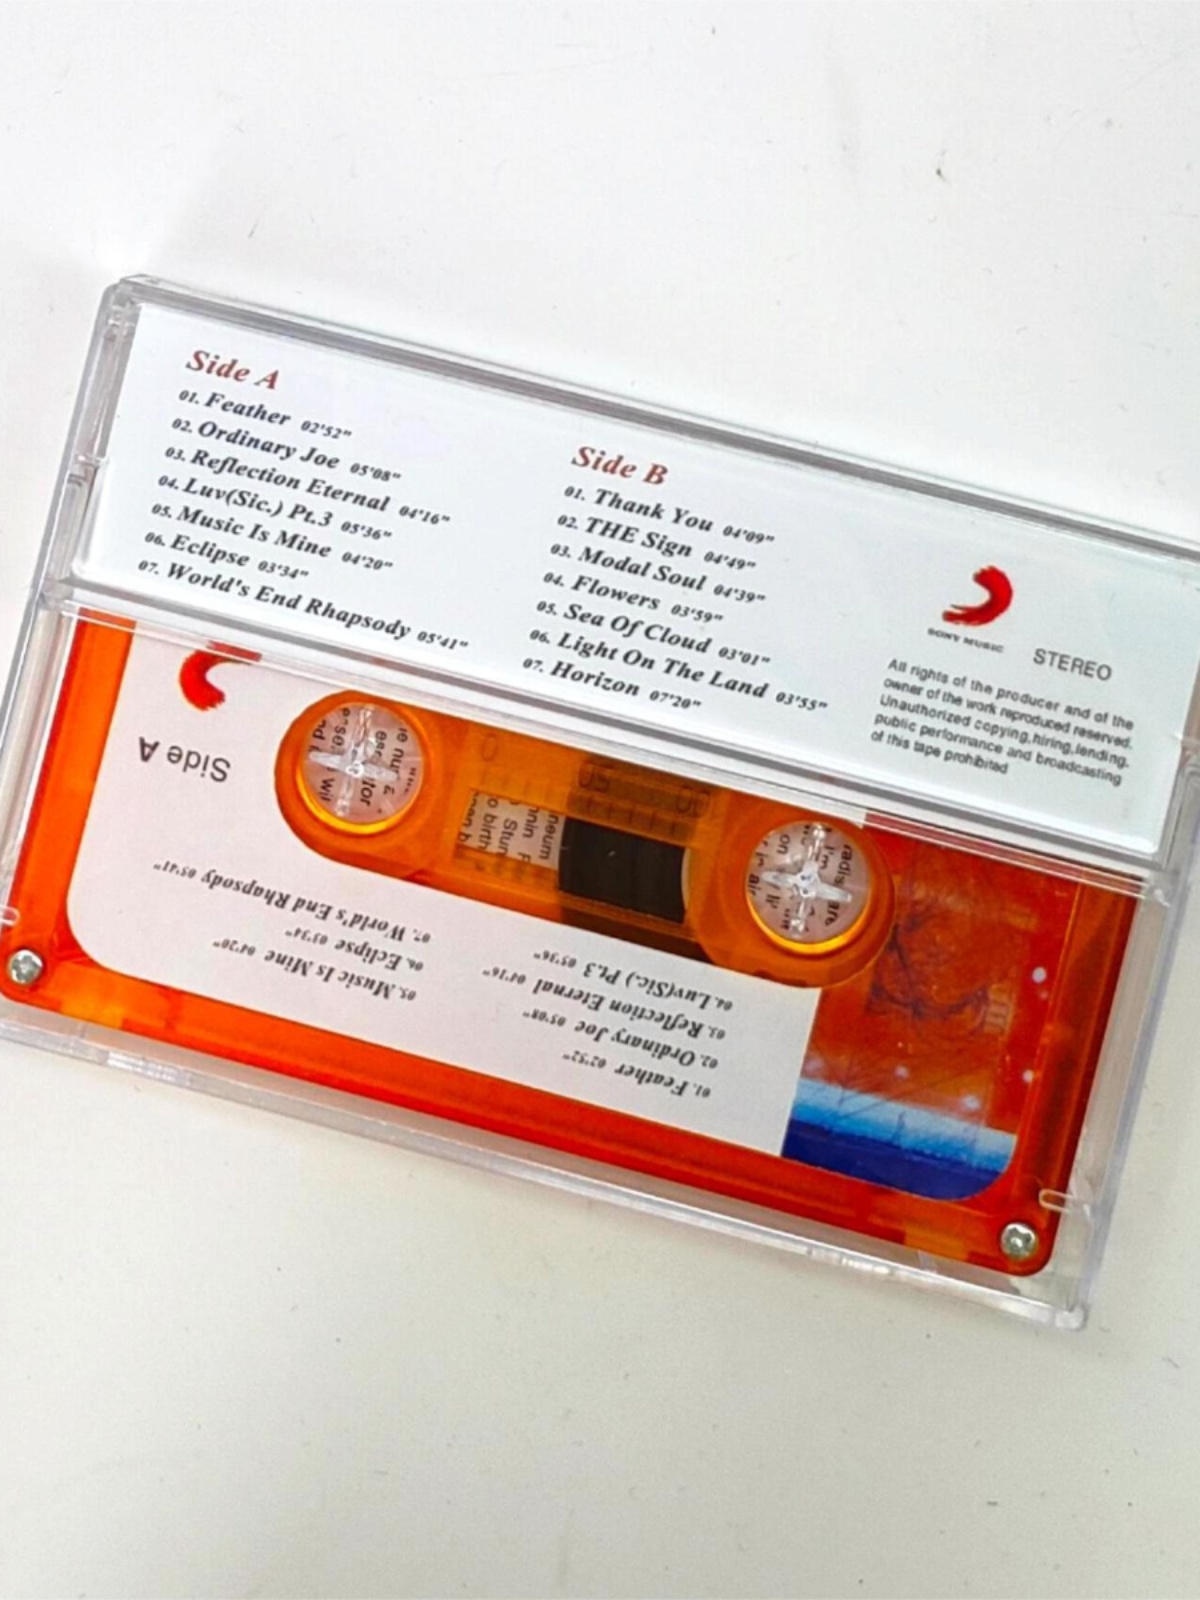 Side A
01. Feather 02'52"
02. Ordinary Joe 05'08"
03. Reflection Eternal 04'16"
04. Luv(Sic.) Pt.3 05'36"
05. Music Is Mine 04'20"
06. Eclipse 03'34"
07. World's End Rhapsody 05'41"
Side B
01. Thank You 04'09"
02. THE Sign 04'49"
03. Modal Soul 04'39"
04. Flowers 03'59"
05. Sea Of Cloud 03'01"
06. Light On The Land 03'55"
07. Horizon 07'20"
SONY MUSIC
STEREO
All rights of the producer and of the
owner of the work reproduced reserved.
Unauthorized copying,hiring,lending.
public performance and broadcasting
of this tape prohibited
Side A
01. Feather 02'52"
02. Ordinary Joe 05'08"
03. Reflection Eternal 04'16"
04. Luv(Sic.) Pt.3 05'36"
05. Music Is Mine 04'20"
06. Eclipse 03'34"
07. World's End Rhapsody 05'41"